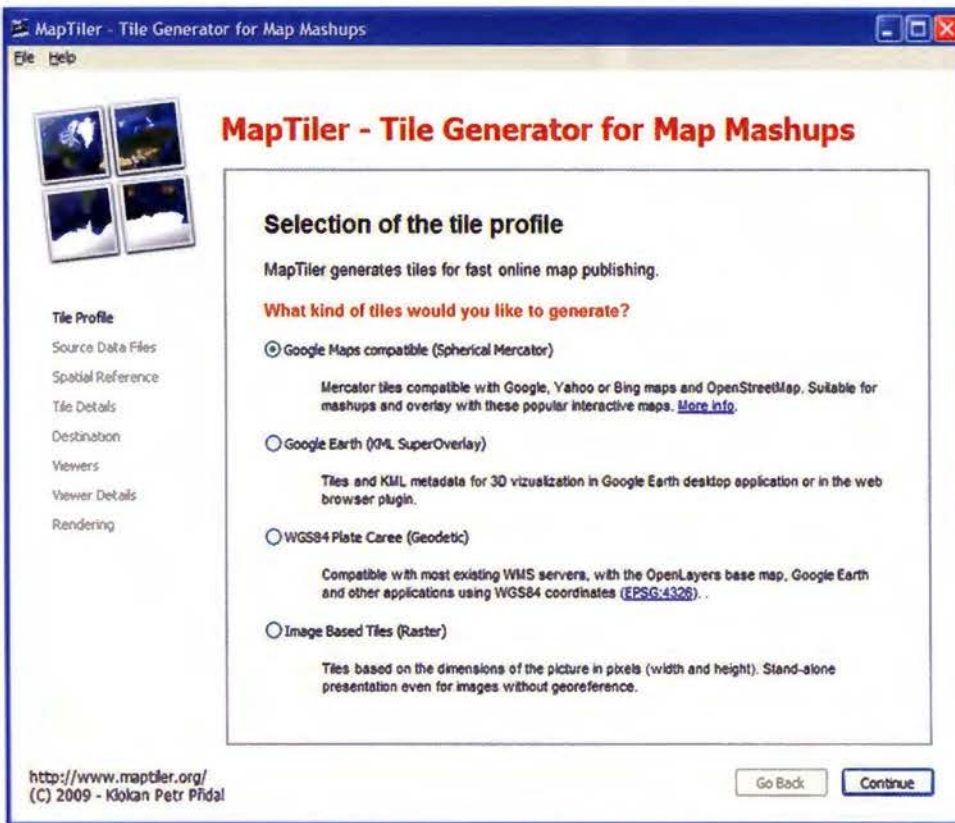 MapTiler - Tile Generator for Map Mashups
File Help
MapTiler - Tile Generator for Map Mashups
Selection of the tile profile
MapTiler generates tiles for fast online map publishing.
What kind of tiles would you like to generate?
Google Maps compatible (Spherical Mercator)
Mercator tiles compatible with Google, Yahoo or Bing maps and OpenStreetMap. Suitable for
mashups and overlay with these popular interactive maps. More info.
Google Earth (KML SuperOverlay)
Tiles and KML metadata for 3D vizualization in Google Earth desktop application or in the web
browser plugin.
WGS84 Plate Caree (Geodetic)
Compatible with most existing WMS servers, with the OpenLayers base map, Google Earth
and other applications using WGS84 coordinates (EPSG:4326). .
Image Based Tiles (Raster)
Tiles based on the dimensions of the picture in pixels (width and height). Stand-alone
presentation even for images without georeference.
Tile Profile
Source Data Files
Spatial Reference
Tile Details
Destination
Viewers
Viewer Details
Rendering
http://www.maptiler.org/
(C) 2009 - Klokan Petr Přidal
Go Back
Continue